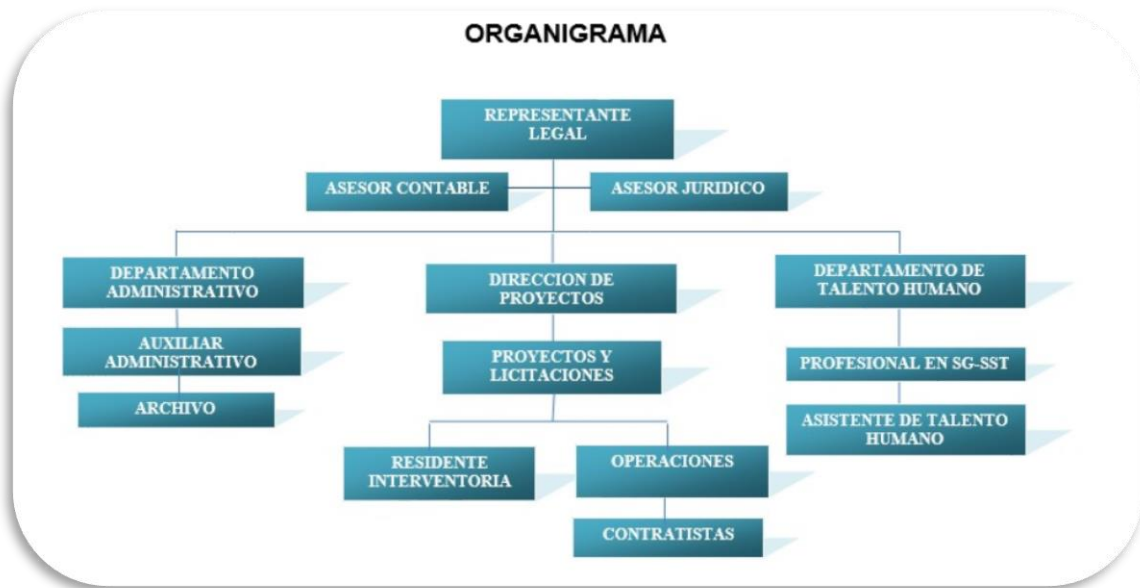 ORGANIGRAMA
REPRESENTANTE
LEGAL
ASESOR CONTABLE
ASESOR JURIDICO
DEPARTAMENTO
ADMINISTRATIVO
DIRECCION DE
PROYECTOS
DEPARTAMENTO DE
TALENTO HUMANO
AUXILIAR
ADMINISTRATIVO
PROYECTOS Y
LICITACIONES
PROFESIONAL EN SG-SST
ARCHIVO
ASISTENTE DE TALENTO
HUMANO
RESIDENTE
INTERVENTORIA
OPERACIONES
CONTRATISTAS